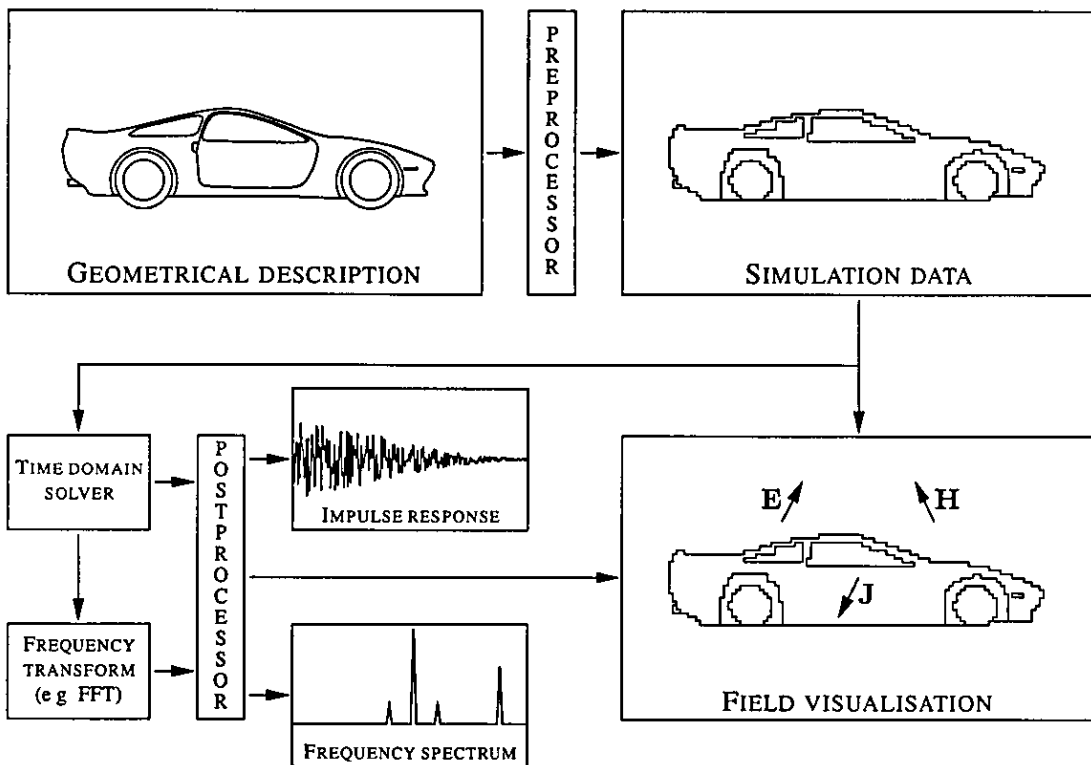 GEOMETRICAL DESCRIPTION
PREPROCESSOR
SIMULATION DATA
TIME DOMAIN
SOLVER
POSTPROCESSOR
IMPULSE RESPONSE
E
H
J
FREQUENCY
TRANSFORM
(e g FFT)
FREQUENCY SPECTRUM
FIELD VISUALISATION